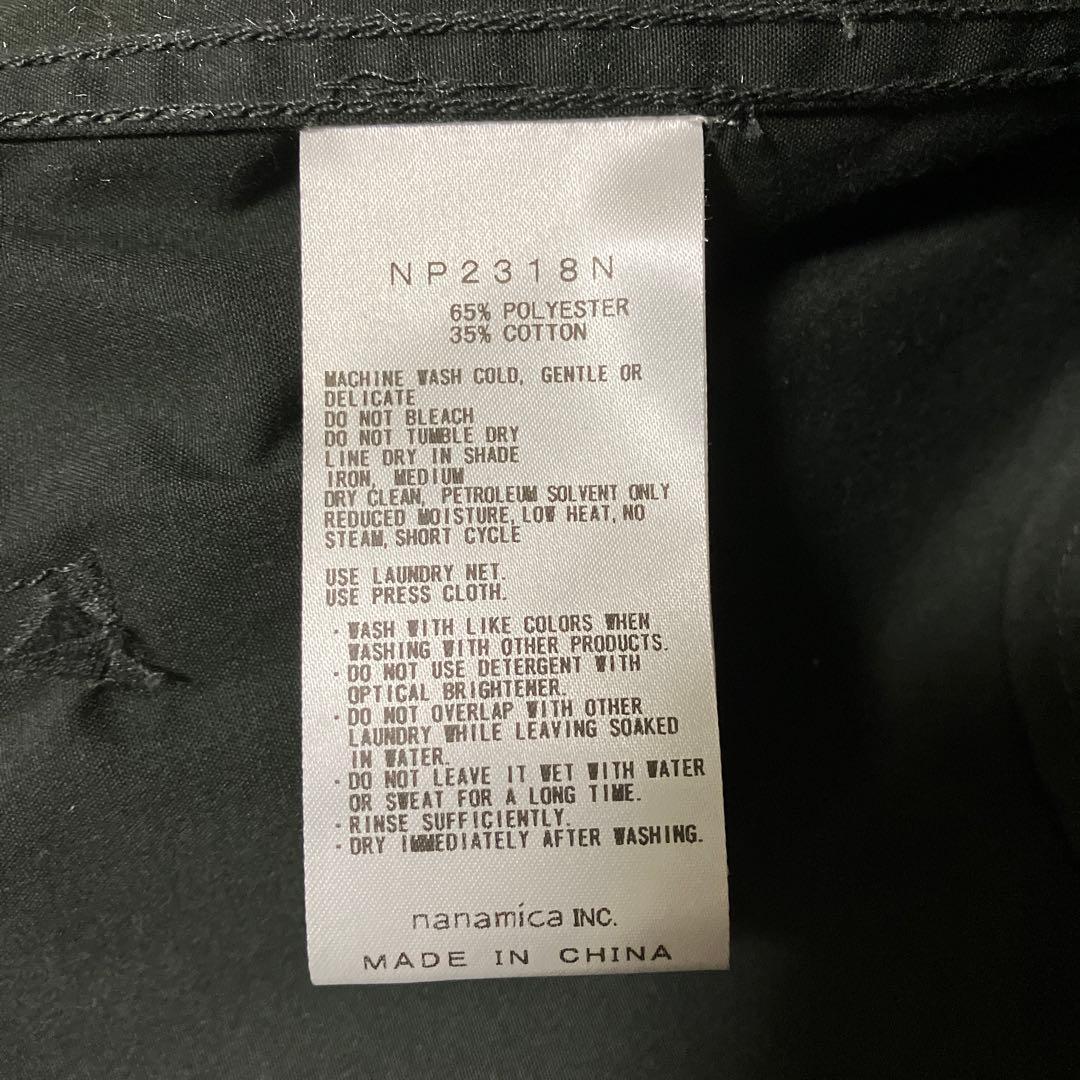 NP2318N
65% POLYESTER
35% COTTON
MACHINE WASH COLD, GENTLE OR
DELICATE
DO NOT BLEACH
DO NOT TUMBLE DRY
LINE DRY IN SHADE
IRON, MEDIUM
DRY CLEAN, PETROLEUM SOLVENT ONLY
REDUCED MOISTURE, LOW HEAT, NO
STEAM, SHORT CYCLE
USE LAUNDRY NET.
USE PRESS CLOTH.
· WASH WITH LIKE COLORS WHEN
WASHING WITH OTHER PRODUCTS.
· DO NOT USE DETERGENT WITH
OPTICAL BRIGHTENER.
· DO NOT OVERLAP WITH OTHER
LAUNDRY WHILE LEAVING SOAKED
IN WATER.
· DO NOT LEAVE IT WET WITH WATER
OR SWEAT FOR A LONG TIME.
· RINSE SUFFICIENTLY.
· DRY IMMEDIATELY AFTER WASHING.
nanamica INC.
MADE IN CHINA